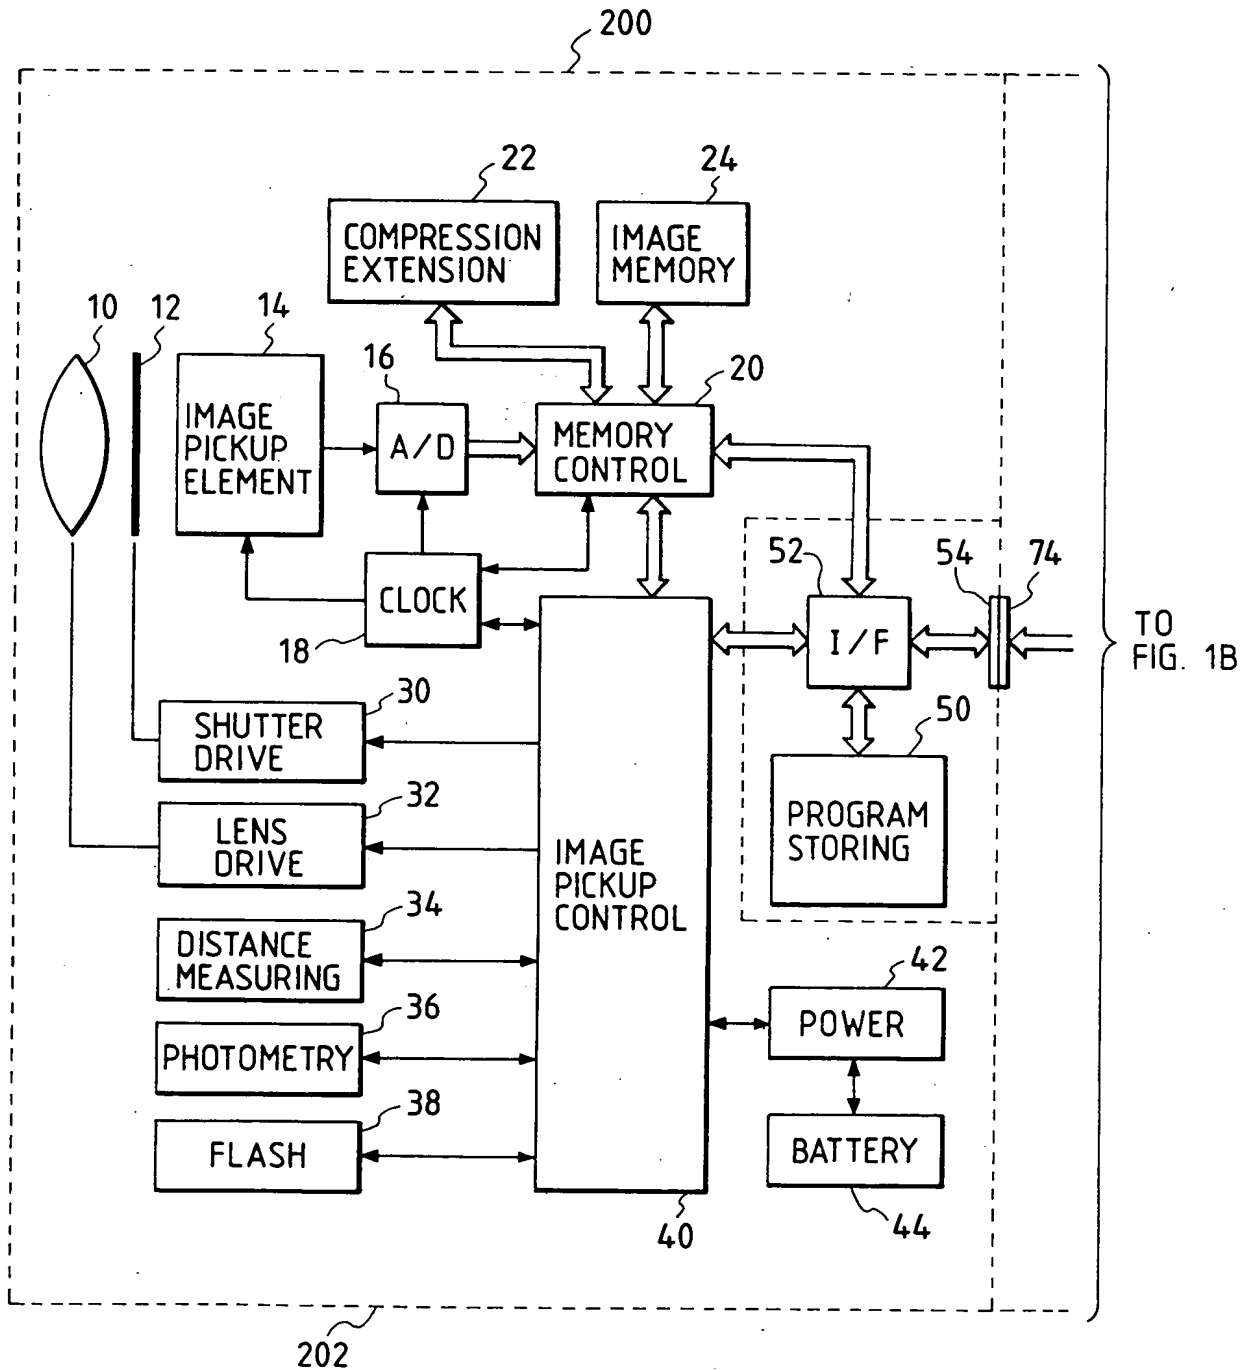 200
22
24
COMPRESSION
EXTENSION
IMAGE
MEMORY
10
12
14
16
20
IMAGE
PICKUP
ELEMENT
A/D
MEMORY
CONTROL
52
54
74
CLOCK
18
I/F
TO
FIG. 1B
30
SHUTTER
DRIVE
50
32
LENS
DRIVE
PROGRAM
STORING
IMAGE
PICKUP
CONTROL
34
DISTANCE
MEASURING
42
POWER
36
PHOTOMETRY
38
FLASH
BATTERY
40
44
202